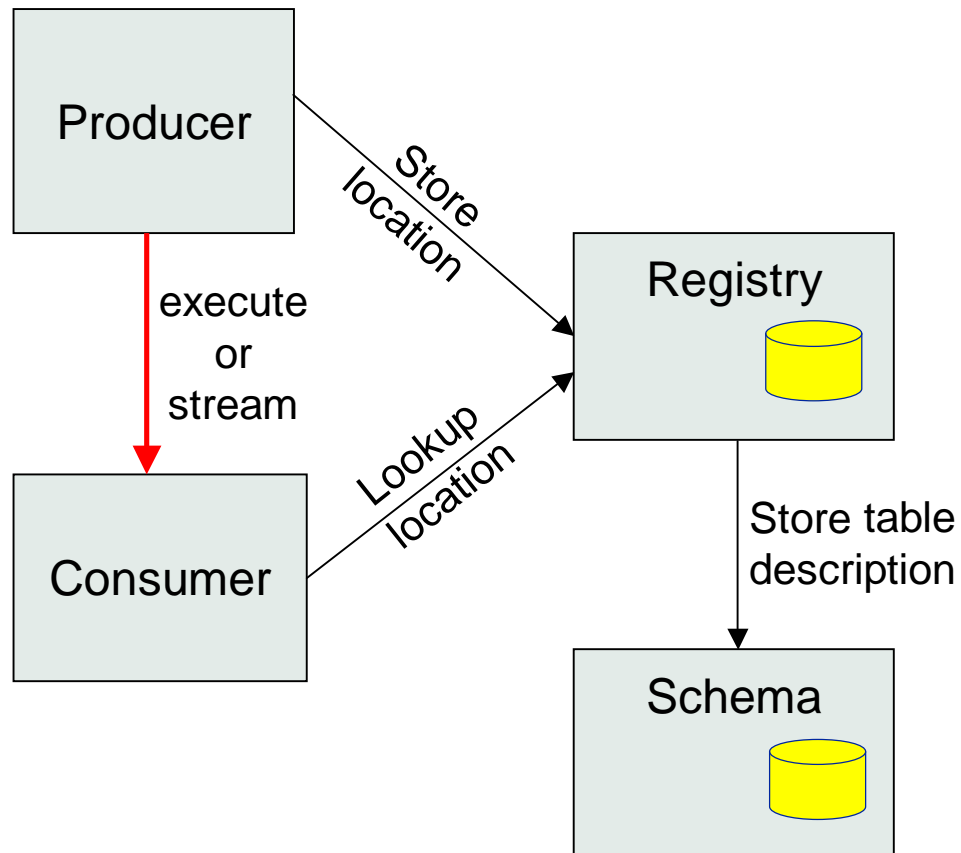 Producer
Store
location
Registry
execute
or
stream
Lookup
location
Consumer
Store table
description
Schema